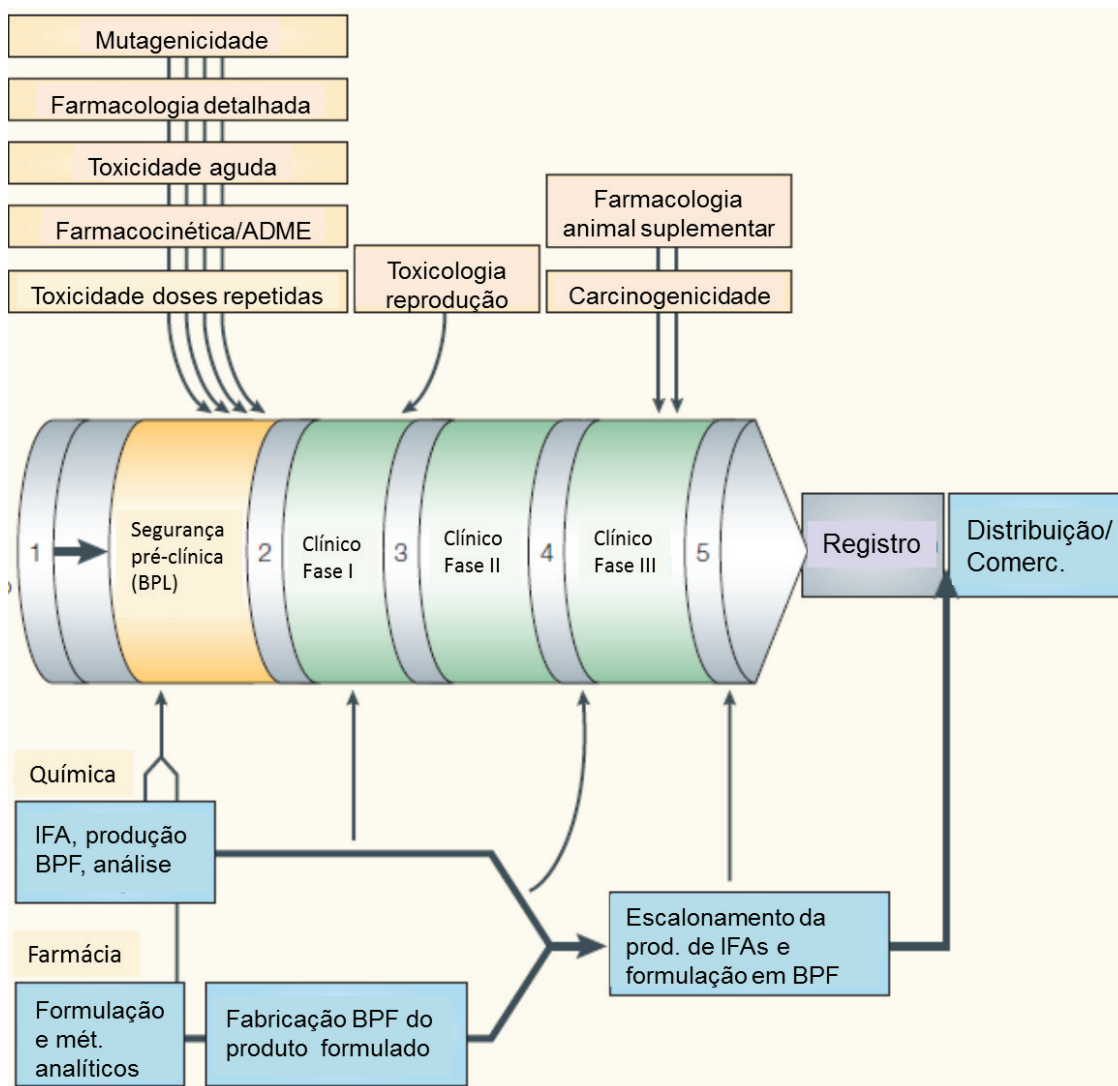 Mutagenicidade
Farmacologia detalhada
Toxicidade aguda
Farmacocinética/ADME
Toxicidade doses repetidas
Toxicologia
reprodução
Farmacologia
animal suplementar
Carcinogenicidade
1
Segurança
pré-clínica
(BPL)
2
Clínico
Fase I
3
Clínico
Fase II
4
Clínico
Fase III
5
Registro
Distribuição/
Comerc.
Química
IFA, produção
BPF, análise
Farmácia
Formulação
e mét.
analíticos
Fabricação BPF do
produto formulado
Escalonamento da
prod. de IFAs e
formulação em BPF